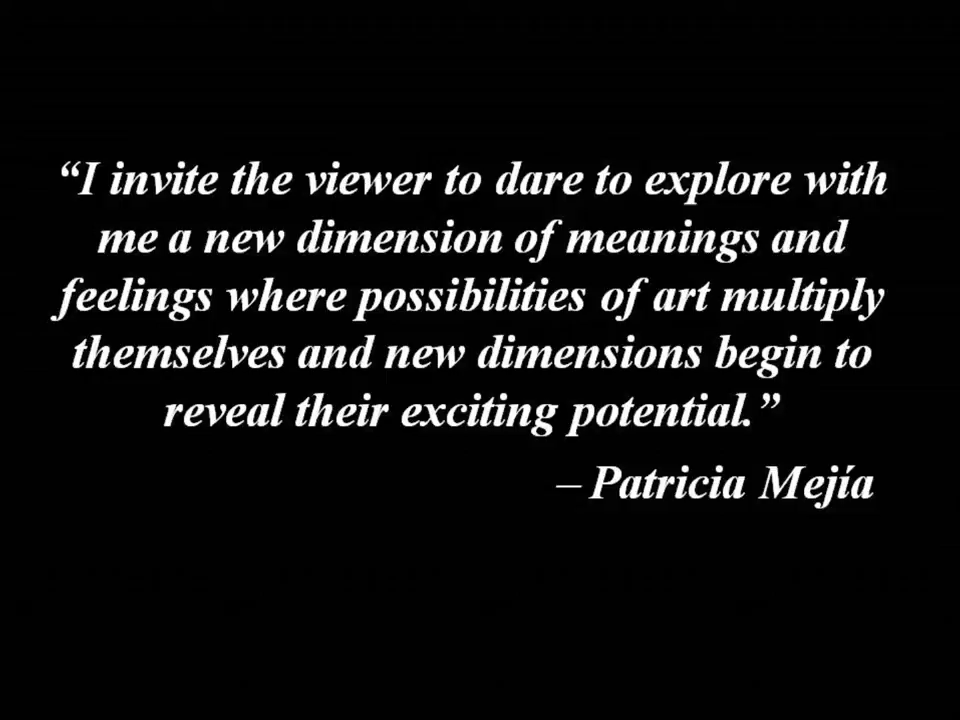 “I invite the viewer to dare to explore with
me a new dimension of meanings and
feelings where possibilities of art multiply
themselves and new dimensions begin to
reveal their exciting potential.”
– Patricia Mejía